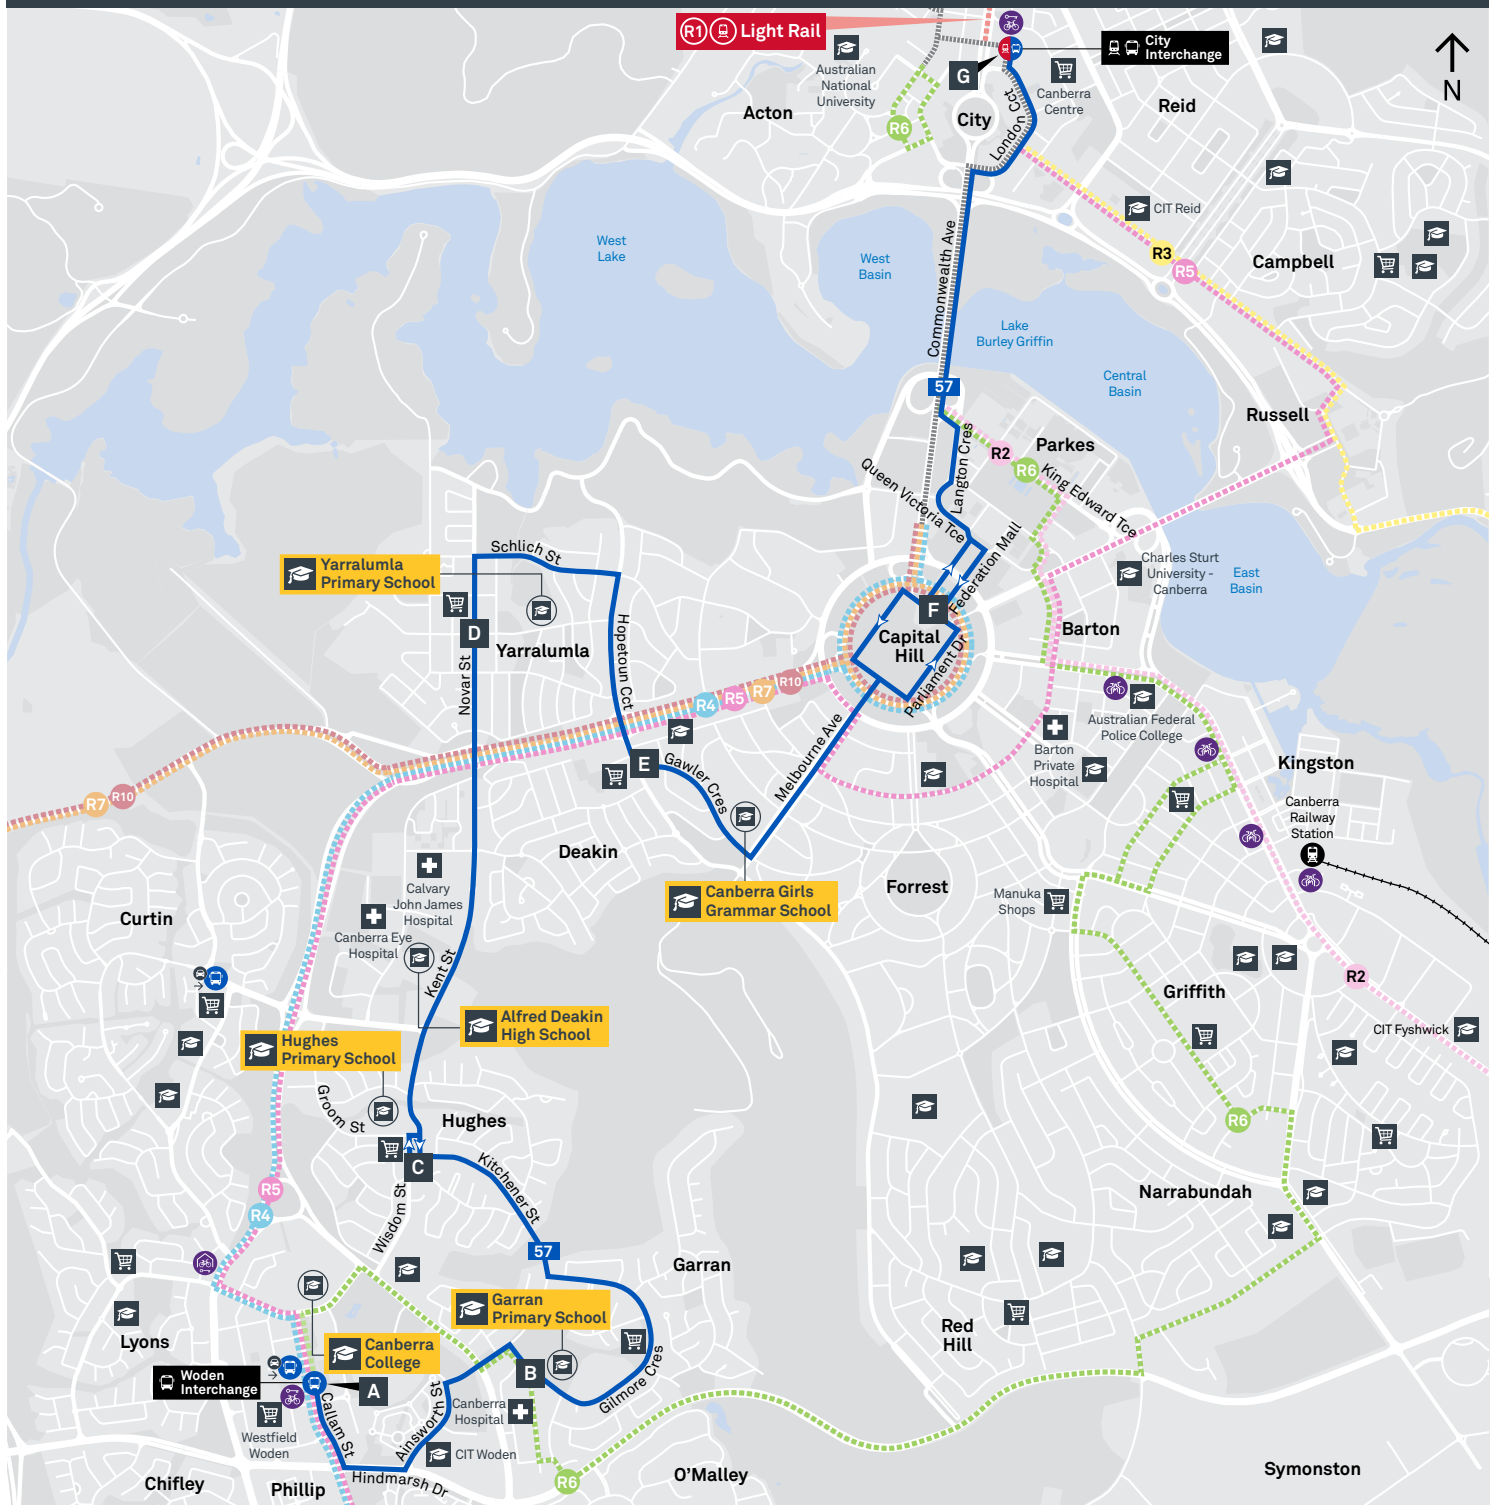 R1 Light Rail
City
Interchange
N
Australian
National
University
G
Canberra
Centre
Acton
R6
City
London Cct
Reid
CIT Reid
West
Lake
West
Basin
Commonwealth Ave
R3
R5
Campbell
Lake
Burley Griffin
Central
Basin
57
Russell
Langton Cres
R2
R6
Parkes
King Edward Tce
Queen Victoria Tce
Federation Mall
Charles Sturt
University -
Canberra
East
Basin
Schlich St
Yarralumla
Primary School
D
Yarralumla
Novar St
Hopetoun Cct
F
Capital
Hill
Parliament Dr
Barton
R4
R5
R7
R10
Melbourne Ave
Australian Federal
Police College
Barton
Private
Hospital
E
Gawler Cres
Kingston
Canberra
Railway
Station
R7
R10
Deakin
Calvary
John James
Hospital
Canberra Eye
Hospital
Canberra Girls
Grammar School
Forrest
Manuka
Shops
Curtin
Kent St
Griffith
R2
CIT Fyshwick
Alfred Deakin
High School
Hughes
Primary School
Groom St
Hughes
C
R6
Kitchener St
Wisdom St
R5
R4
Narrabundah
57
Garran
Garran
Primary School
Red
Hill
Lyons
Canberra
College
Woden
Interchange
A
B
Gilmore Cres
Callam St
Ainsworth St
Canberra
Hospital
Westfield
Woden
CIT Woden
Hindmarsh Dr
R6
O'Malley
Symonston
Chifley
Phillip